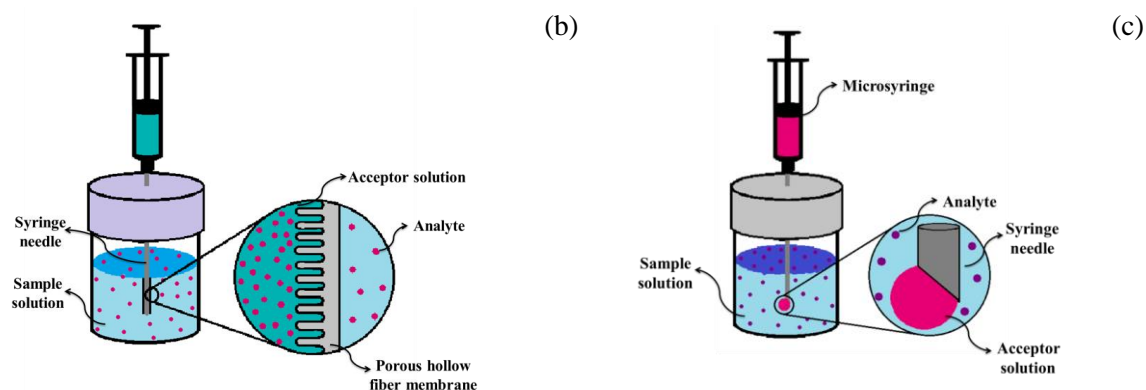 (b)
Acceptor solution
Analyte
Syringe
needle
Sample
solution
Porous hollow
fiber membrane
(c)
Microsyringe
Analyte
Syringe
needle
Sample
solution
Acceptor
solution